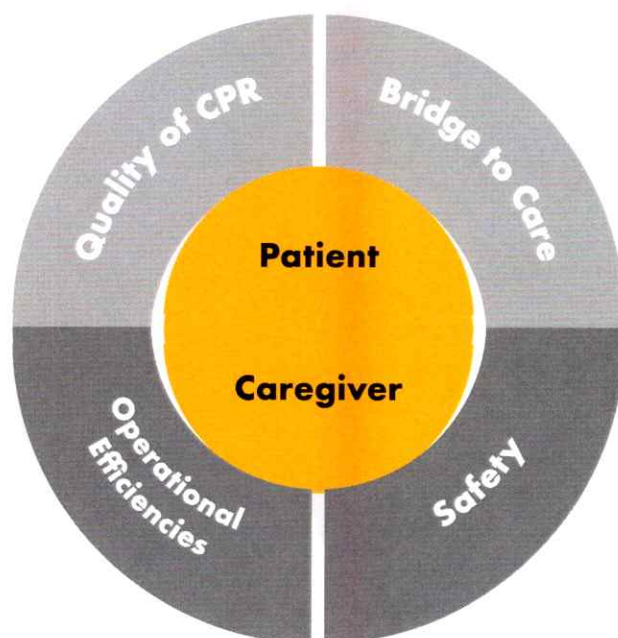 Quality of CPR
Bridge to Care
Patient
Caregiver
Operational
Efficiencies
Safety